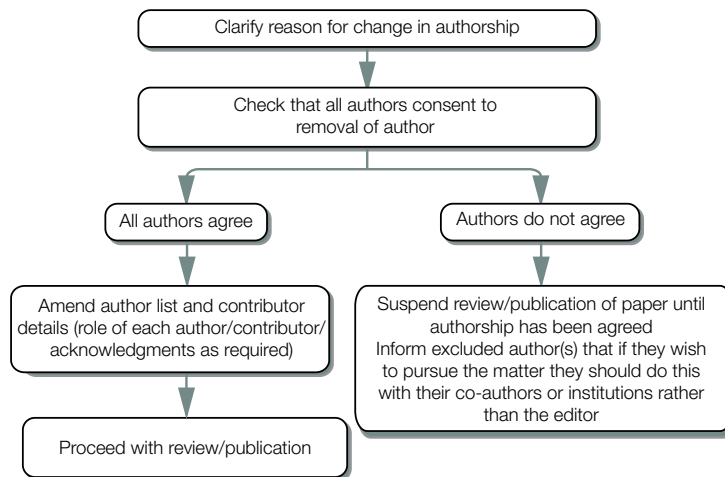 Clarify reason for change in authorship
Check that all authors consent to
removal of author
All authors agree
Authors do not agree
Amend author list and contributor
details (role of each author/contributor/
acknowledgments as required)
Suspend review/publication of paper until
authorship has been agreed
Inform excluded author(s) that if they wish
to pursue the matter they should do this
with their co-authors or institutions rather
than the editor
Proceed with review/publication